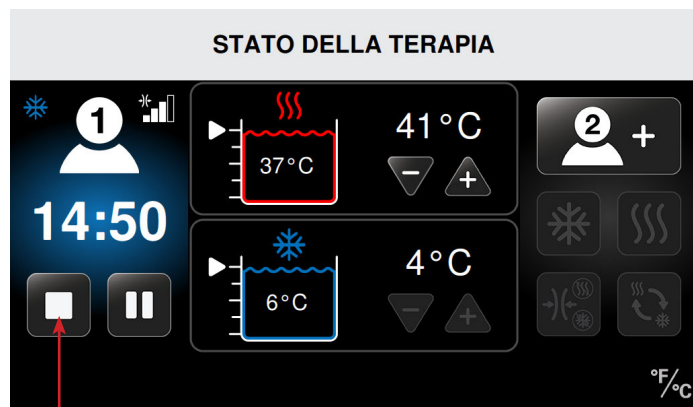 STATO DELLA TERAPIA
1
14:50
37°C
41°C
- +
6°C
4°C
- +
2 +
°F/°C